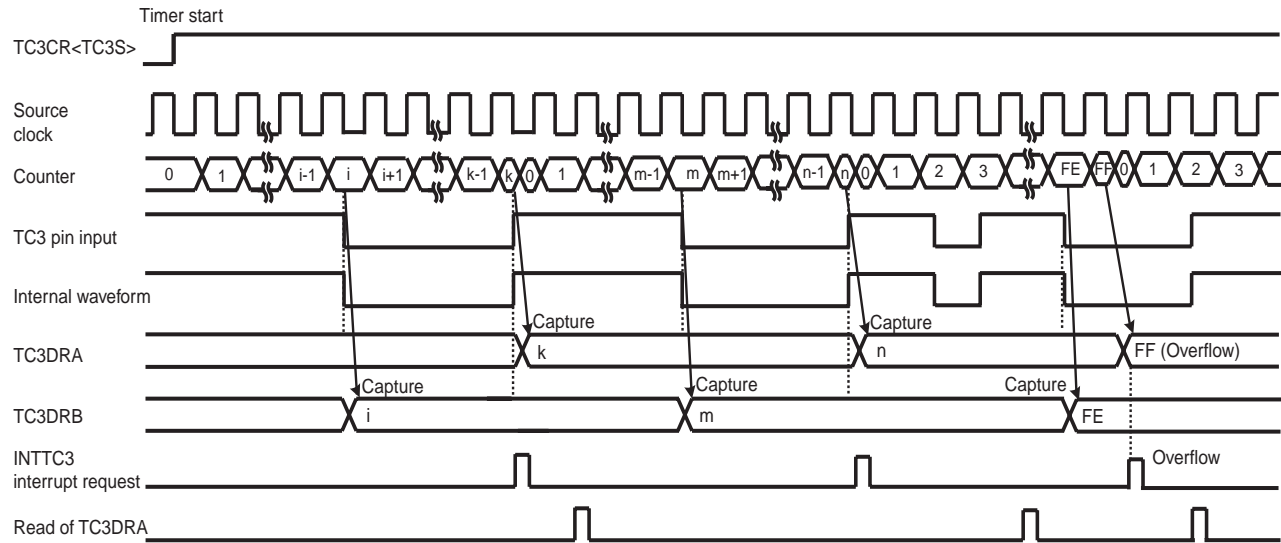 Timer start
TC3CR<TC3S>
Source
clock
Counter
0 1 i-1 i i+1 k-1 k 0 1 m-1 m m+1 n-1 n 0 1 2 3 FE FF 0 1 2 3
TC3 pin input
Internal waveform
Capture Capture
TC3DRA
k n FF (Overflow)
Capture Capture Capture
TC3DRB
i m FE
INTTC3
interrupt request
Overflow
Read of TC3DRA